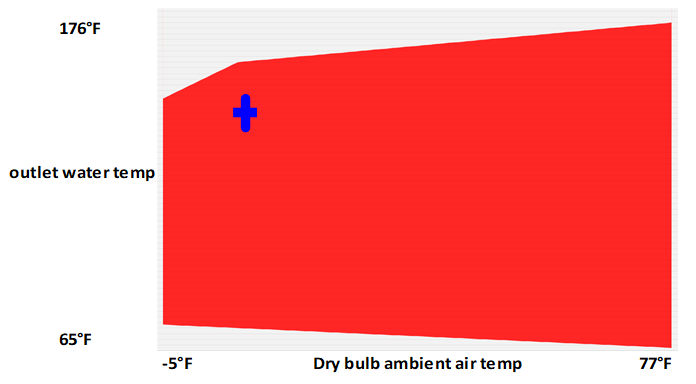 176°F
outlet water temp
65°F
-5°F Dry bulb ambient air temp 77°F